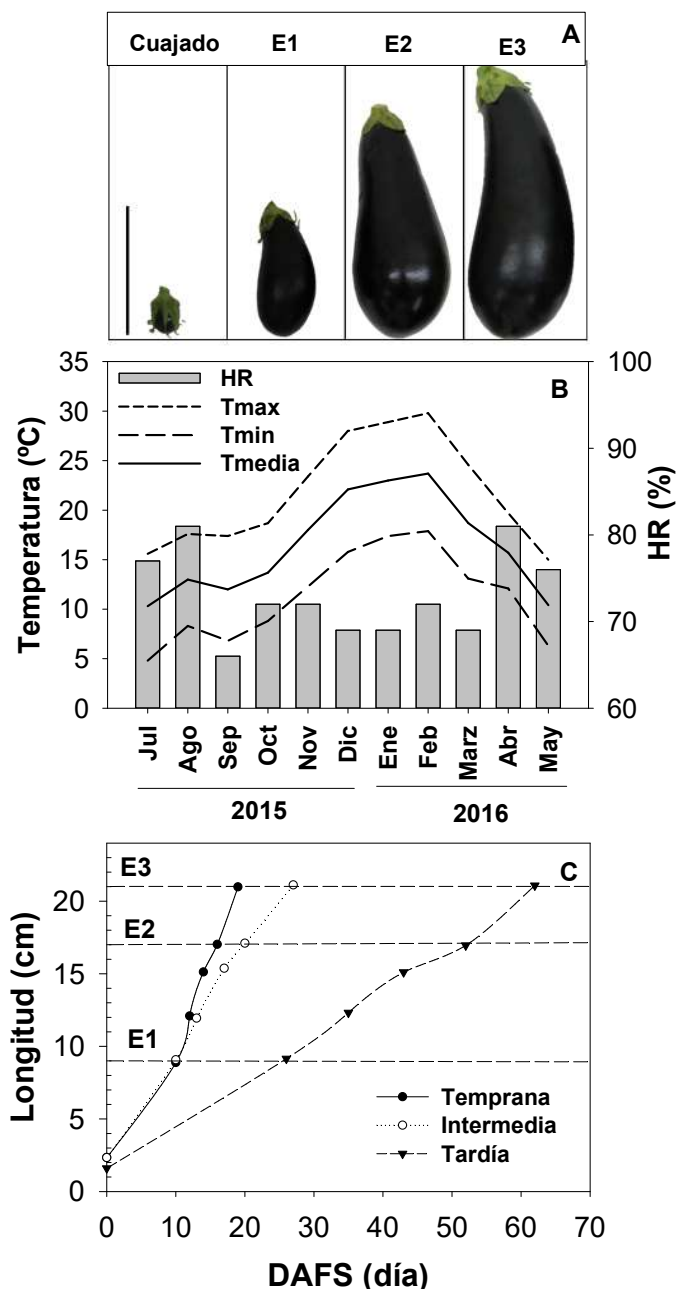 Cuajado E1 E2 E3 A
35
30
25
20
15
10
5
0
Temperatura (ºC)
HR
Tmax
Tmin
Tmedia
B
100
90
80
70
60
HR (%)
Jul Ago Sep Oct Nov Dic Ene Feb Marz Abr May
2015 2016
E3 C
E2
E1
20
15
10
5
0
Longitud (cm)
Temprana
Intermedia
Tardía
0 10 20 30 40 50 60 70
DAFS (día)